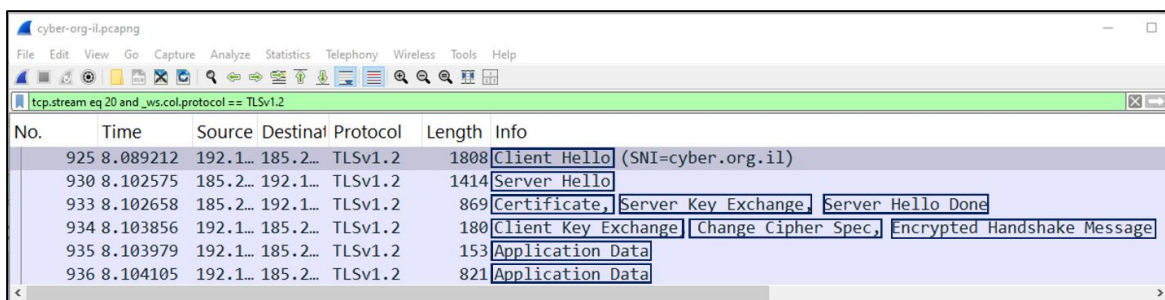 cyber-org-il.pcapng
File Edit View Go Capture Analyze Statistics Telephony Wireless Tools Help
tcp.stream eq 20 and _ws.col.protocol == TLSv1.2
No. Time Source Destinat Protocol Length Info
925 8.089212 192.1… 185.2… TLSv1.2 1808 Client Hello (SNI=cyber.org.il)
930 8.102575 185.2… 192.1… TLSv1.2 1414 Server Hello
933 8.102658 185.2… 192.1… TLSv1.2 869 Certificate, Server Key Exchange, Server Hello Done
934 8.103856 192.1… 185.2… TLSv1.2 180 Client Key Exchange, Change Cipher Spec, Encrypted Handshake Message
935 8.103979 192.1… 185.2… TLSv1.2 153 Application Data
936 8.104105 192.1… 185.2… TLSv1.2 821 Application Data